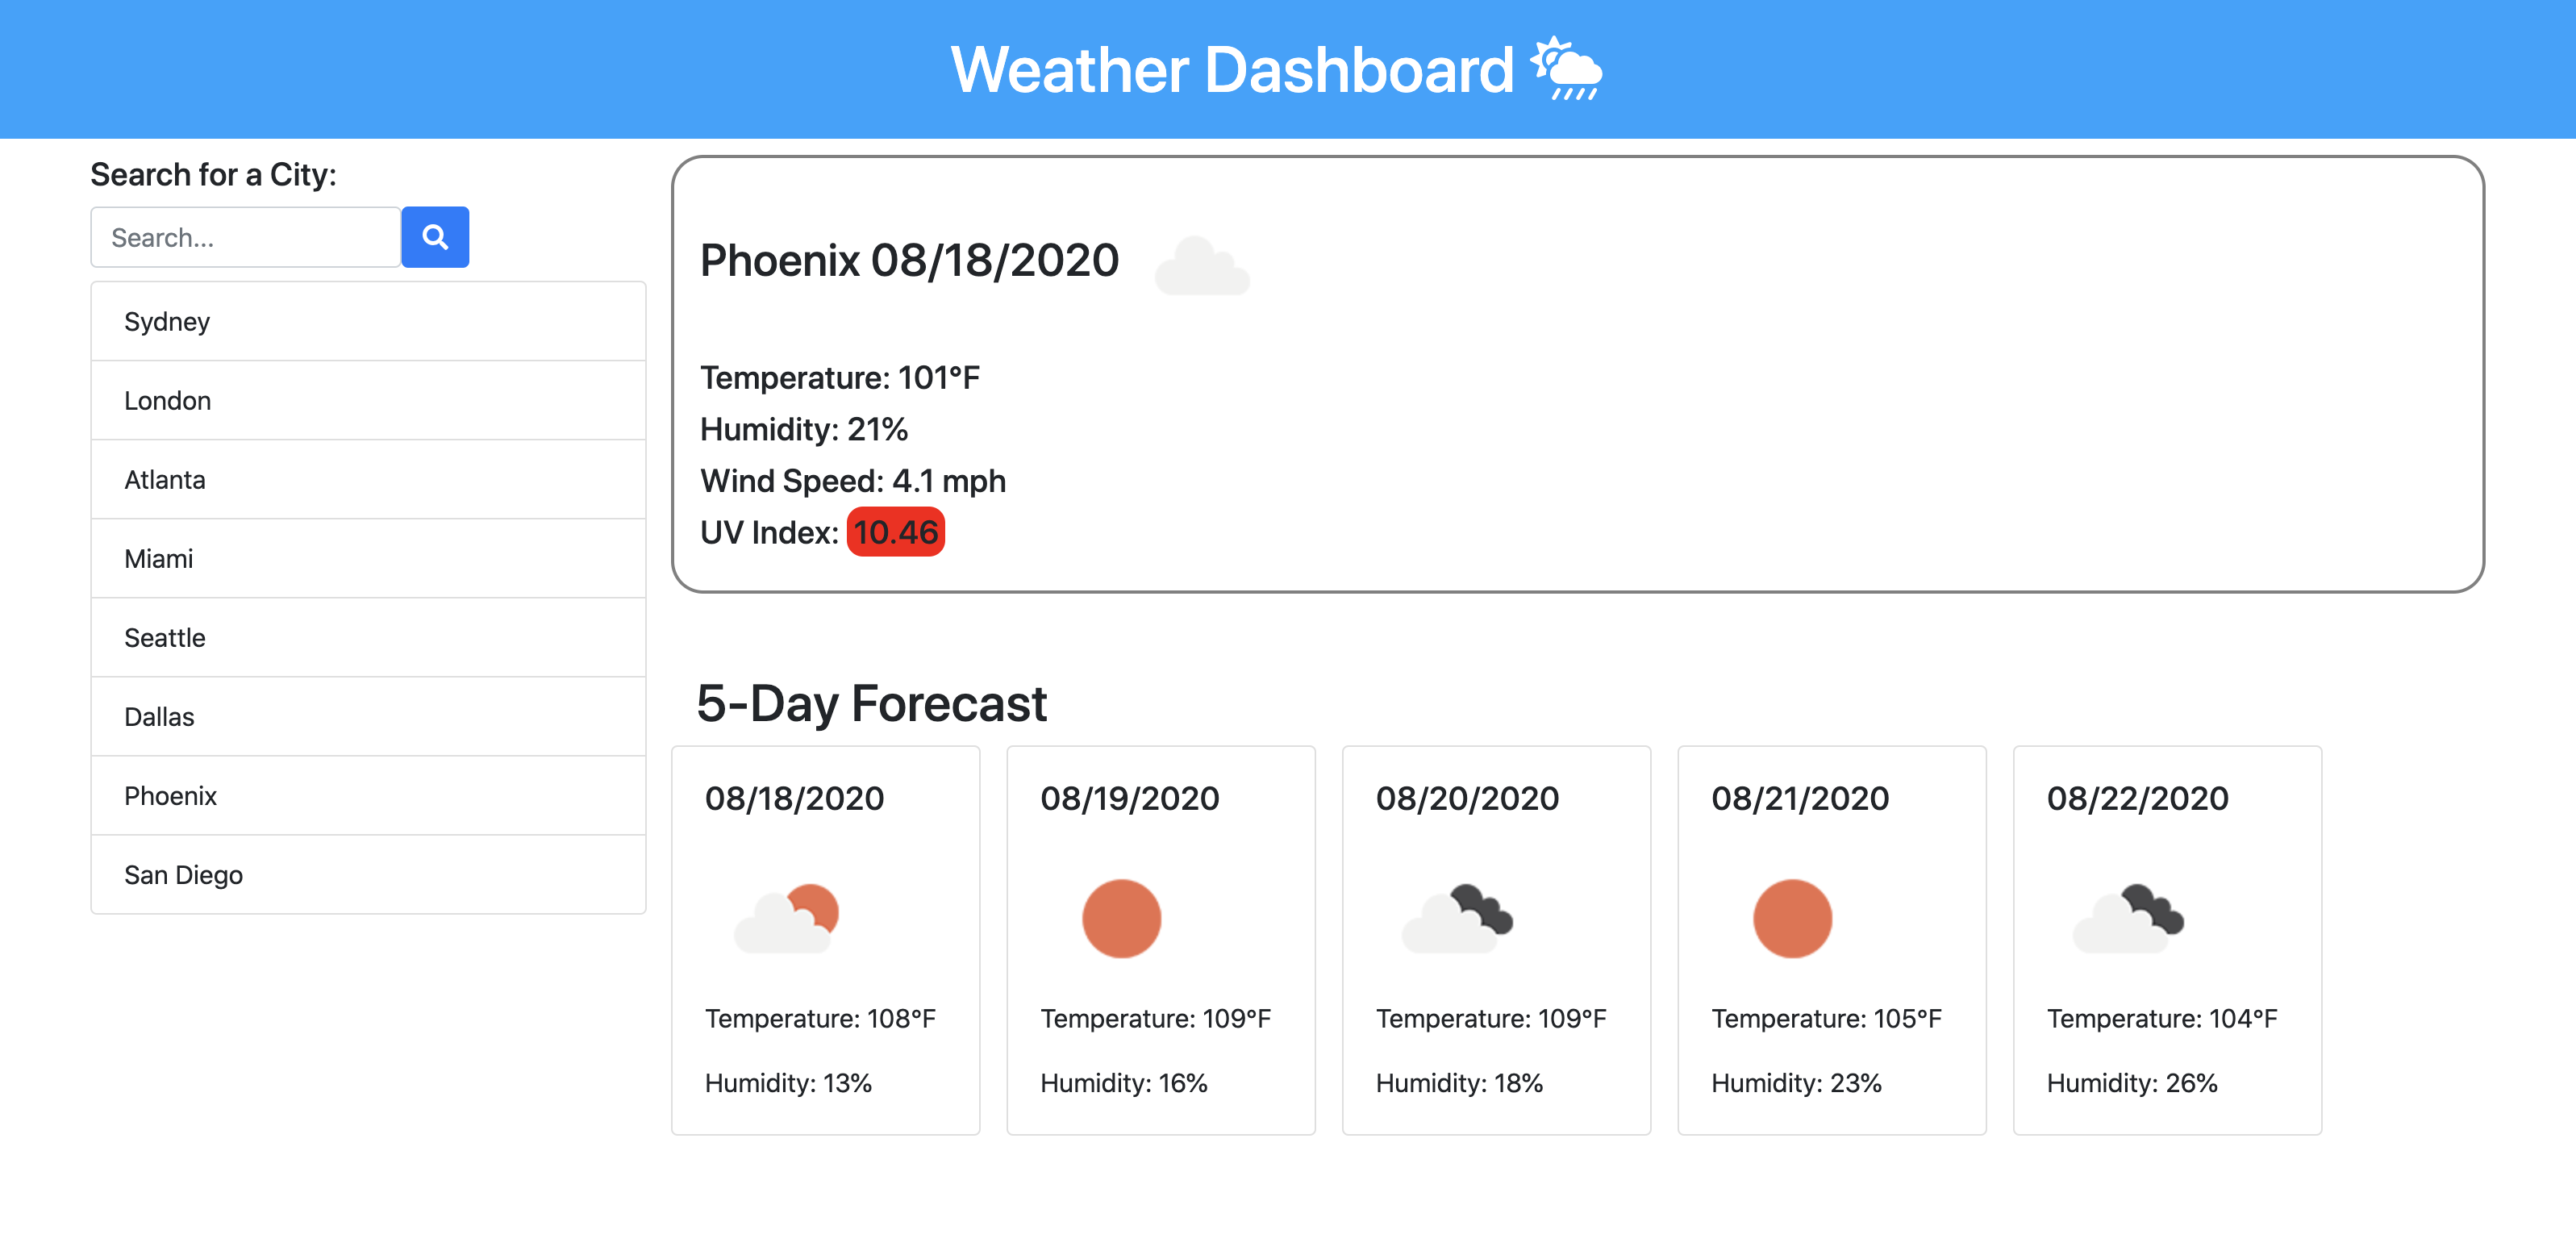 Weather Dashboard
Search for a City:
Search...
Sydney
London
Atlanta
Miami
Seattle
Dallas
Phoenix
San Diego
Phoenix 08/18/2020
Temperature: 101°F
Humidity: 21%
Wind Speed: 4.1 mph
UV Index: 10.46
5-Day Forecast
08/18/2020
Temperature: 108°F
Humidity: 13%
08/19/2020
Temperature: 109°F
Humidity: 16%
08/20/2020
Temperature: 109°F
Humidity: 18%
08/21/2020
Temperature: 105°F
Humidity: 23%
08/22/2020
Temperature: 104°F
Humidity: 26%